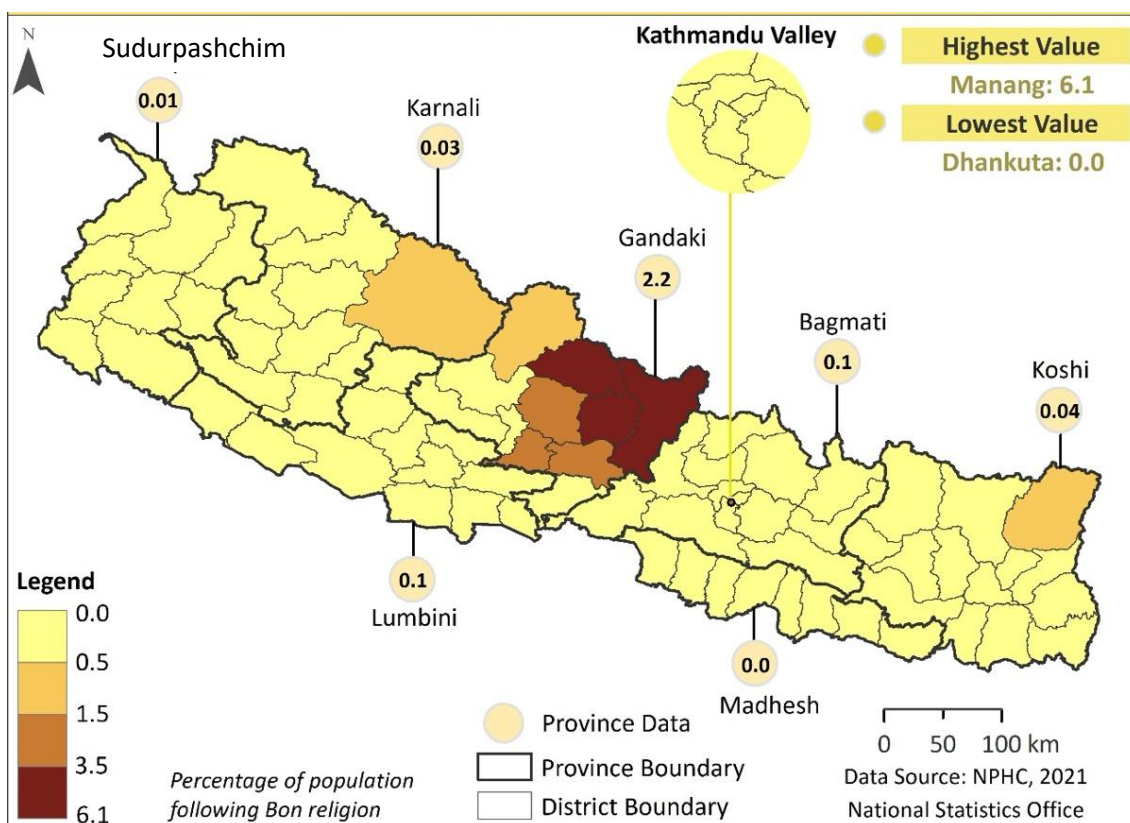 N
Sudurpashchim
0.01
Karnali
0.03
Kathmandu Valley
Highest Value
Manang: 6.1
Lowest Value
Dhankuta: 0.0
Gandaki
2.2
Bagmati
0.1
Koshi
0.04
0.1
Lumbini
0.0
Madhesh
Legend
0.0
0.5
1.5
3.5
6.1
Percentage of population
following Bon religion
Province Data
Province Boundary
District Boundary
0 50 100 km
Data Source: NPHC, 2021
National Statistics Office